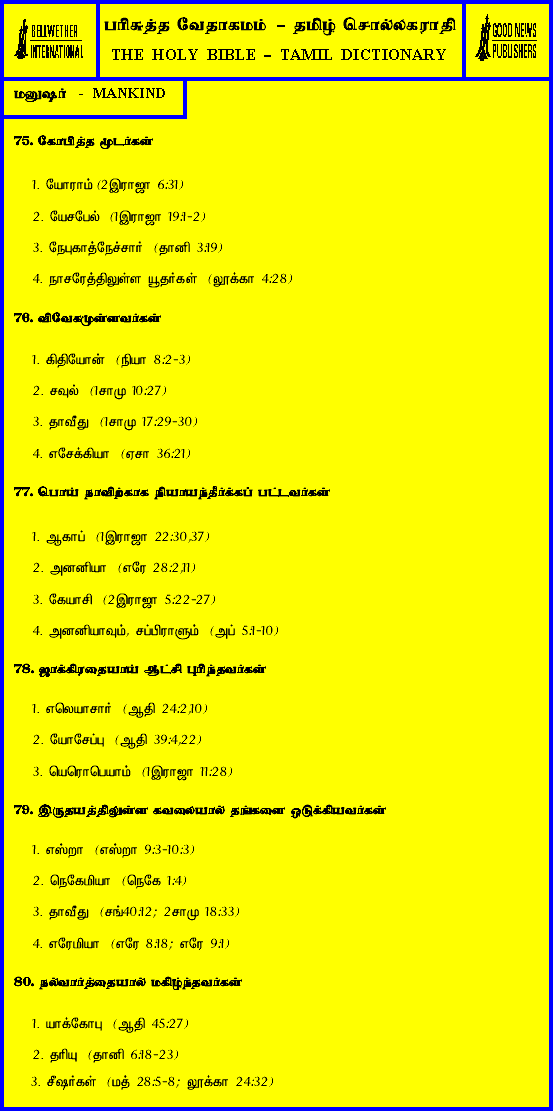 BELLWETHER
INTERNATIONAL
பரிசுத்த வேதாகமம் – தமிழ் சொல்லகராதி
THE HOLY BIBLE – TAMIL DICTIONARY
GOOD NEWS
PUBLISHERS
மனுஷர் - MANKIND
75. கோபித்த மூடர்கள்
1. யோராம் (2இராஜா 6:31)
2. யேசபேல் (1இராஜா 19:1-2)
3. நேபுகாத்நேச்சார் (தானி 3:19)
4. நாசரேத்திலுள்ள யூதர்கள் (லூக்கா 4:28)
76. விவேகமுள்ளவர்கள்
1. கிதியோன் (நியா 8:2-3)
2. சவுல் (1சாமு 10:27)
3. தாவீது (1சாமு 17:29-30)
4. எசேக்கியா (ஏசா 36:21)
77. பொய் நாவிற்காக நியாயந்தீர்க்கப் பட்டவர்கள்
1. ஆகாப் (1இராஜா 22:30,37)
2. அனனியா (எரே 28:2,11)
3. கேயாசி (2இராஜா 5:22-27)
4. அனனியாவும், சப்பிராளும் (அப் 5:1-10)
78. ஜாக்கிரதையாய் ஆட்சி புரிந்தவர்கள்
1. எலெயாசார் (ஆதி 24:2,10)
2. யோசேப்பு (ஆதி 39:4,22)
3. யெரொபெயாம் (1இராஜா 11:28)
79. இருதயத்திலுள்ள கவலையால் தங்களை ஒடுக்கியவர்கள்
1. எஸ்றா (எஸ்றா 9:3-10:3)
2. நெகேமியா (நெகே 1:4)
3. தாவீது (சங்40:12; 2சாமு 18:33)
4. எரேமியா (எரே 8:18; எரே 9:1)
80. நல்வார்த்தையால் மகிழ்ந்தவர்கள்
1. யாக்கோபு (ஆதி 45:27)
2. தரியு (தானி 6:18-23)
3. சீஷர்கள் (மத் 28:5-8; லூக்கா 24:32)